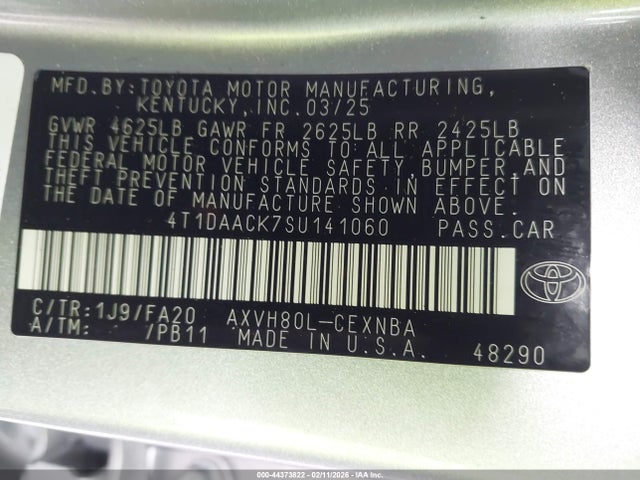 MFD.BY:TOYOTA MOTOR MANUFACTURING,
KENTUCKY,INC.03/25
GVWR 4625LB GAWR FR 2625LB RR 2425LB
THIS VEHICLE CONFORMS TO ALL APPLICABLE
FEDERAL MOTOR VEHICLE SAFETY,BUMPER,AND
THEFT PREVENTION STANDARDS IN EFFECT ON
THE DATE OF MANUFACTURE SHOWN ABOVE.
4T1DAACK7SU141060 PASS.CAR
C/TR:1J9/FA20 AXVH80L-CEXNBA
A/TM: /PB11 MADE IN U.S.A. 48290
000-44373822 - 02/11/2026 - IAAI.COM